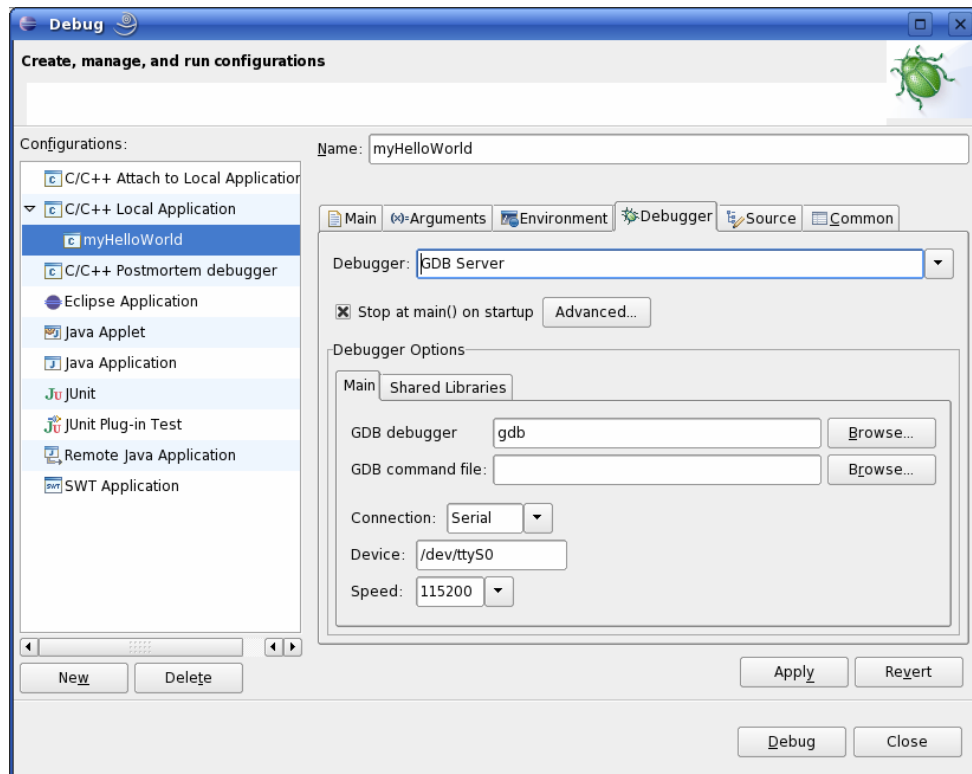 Debug
Create, manage, and run configurations
Configurations:
Name: myHelloWorld
C/C++ Attach to Local Application
C/C++ Local Application
myHelloWorld
C/C++ Postmortem debugger
Eclipse Application
Java Applet
Java Application
JUnit
JUnit Plug-in Test
Remote Java Application
SWT Application
New Delete
Main (x)=Arguments Environment Debugger Source Common
Debugger: GDB Server
Stop at main() on startup Advanced...
Debugger Options
Main Shared Libraries
GDB debugger gdb Browse...
GDB command file: Browse...
Connection: Serial
Device: /dev/ttyS0
Speed: 115200
Apply Revert
Debug Close